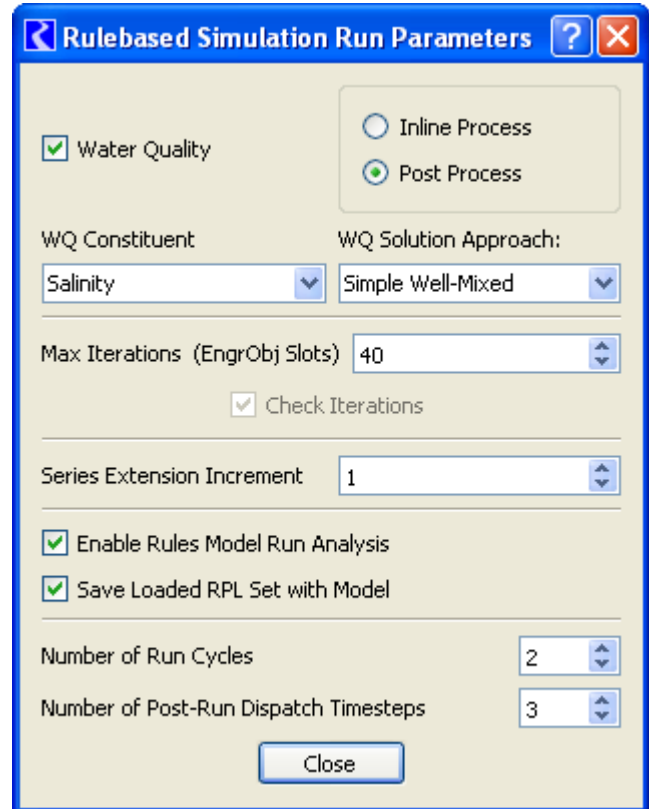 Rulebased Simulation Run Parameters
Water Quality
Inline Process
Post Process
WQ Constituent
WQ Solution Approach:
Salinity
Simple Well-Mixed
Max Iterations (EngrObj Slots)
40
Check Iterations
Series Extension Increment
1
Enable Rules Model Run Analysis
Save Loaded RPL Set with Model
Number of Run Cycles
2
Number of Post-Run Dispatch Timesteps
3
Close